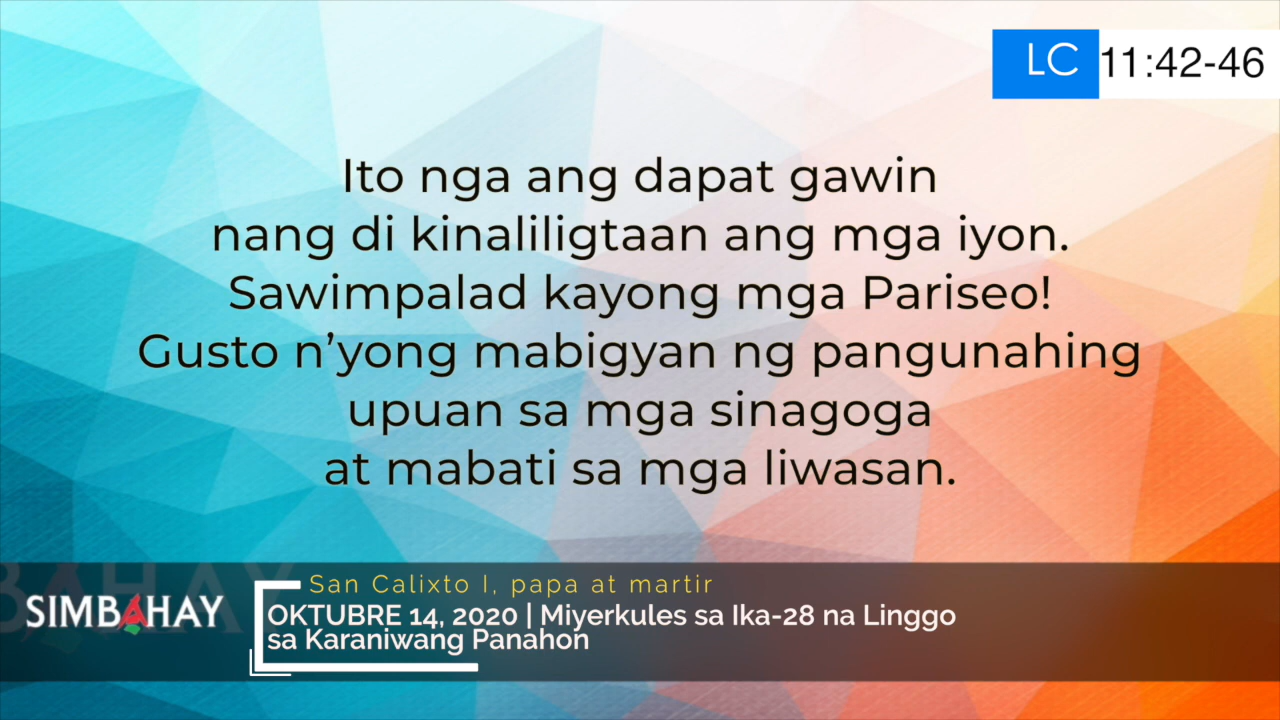 LC 11:42-46
Ito nga ang dapat gawin
nang di kinaliligtaan ang mga iyon.
Sawimpalad kayong mga Pariseo!
Gusto n’yong mabigyan ng pangunahing
upuan sa mga sinagoga
at mabati sa mga liwasan.
San Calixto I, papa at martir
SIMBAHAY
OKTUBRE 14, 2020 | Miyerkules sa Ika-28 na Linggo
sa Karaniwang Panahon